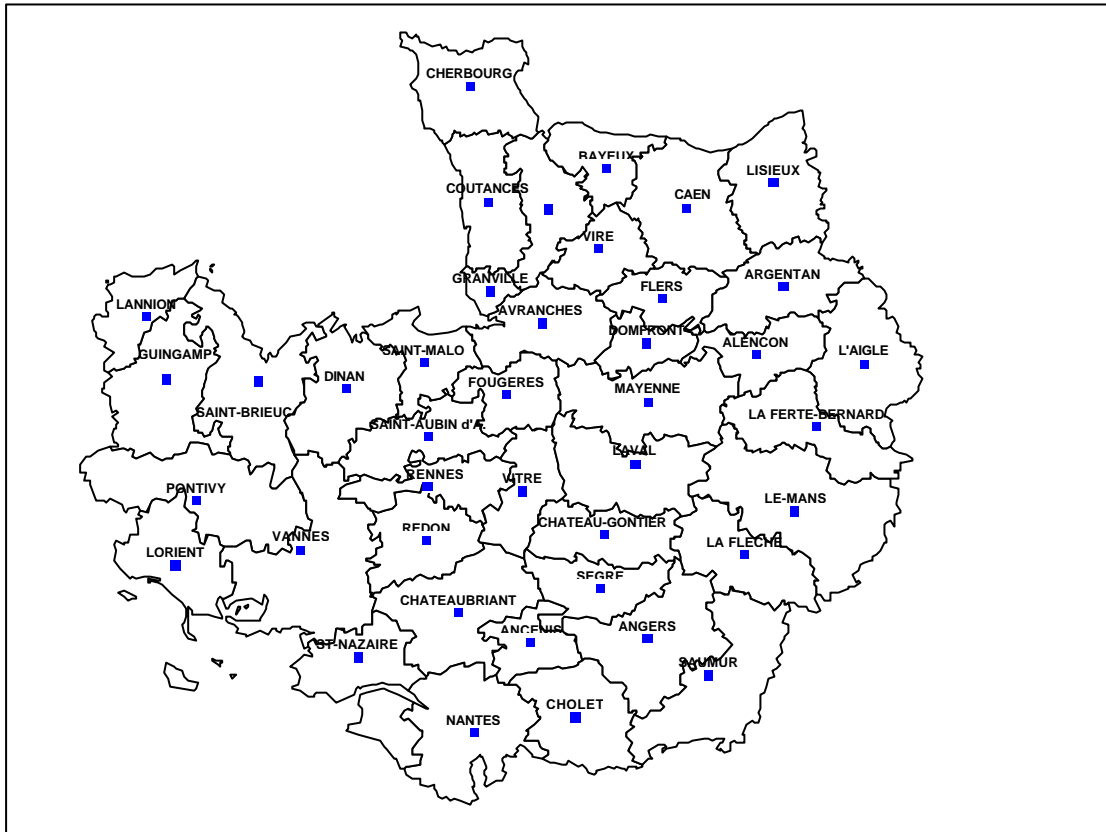 CHERBOURG
BAYEUX
LISIEUX
COUTANCES
CAEN
VIRE
GRANVILLE
FLERS
ARGENTAN
LANNION
AVRANCHES
DOMFRONT
ALENCON
L'AIGLE
GUINGAMP
SAINT-MALO
DINAN
FOUGERES
MAYENNE
SAINT-BRIEUC
LA FERTE-BERNARD
SAINT-AUBIN d'A
LAVAL
RENNES
VITRE
PONTIVY
LE-MANS
REDON
CHATEAU-GONTIER
VANNES
LA FLECHE
LORIENT
SEGRE
CHATEAUBRIANT
ANCENIS
ANGERS
ST-NAZAIRE
SAUMUR
CHOLET
NANTES